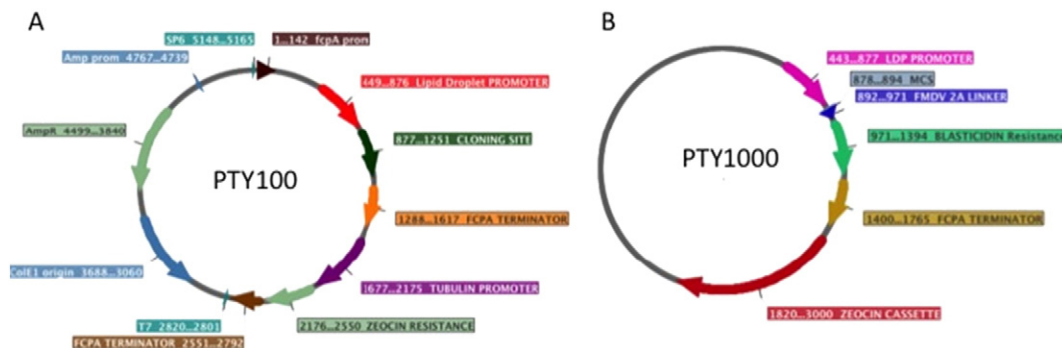 A
SP6 5148...5165
1...142 fcpA prom
Amp prom 4767...4739
449...876 Lipid Droplet PROMOTER
AmpR 4499...3840
877...1251 CLONING SITE
PTY100
1288...1617 FCPA TERMINATOR
ColE1 origin 3688...3060
1677...2175 TUBULIN PROMOTER
T7 2820...2801
2176...2550 ZEOCIN RESISTANCE
FCPA TERMINATOR 2551...2792
B
443...877 LDP PROMOTER
878...894 MCS
892...971 FMDV 2A LINKER
971...1394 BLASTICIDIN Resistance
PTY1000
1400...1765 FCPA TERMINATOR
1820...3000 ZEOCIN CASSETTE